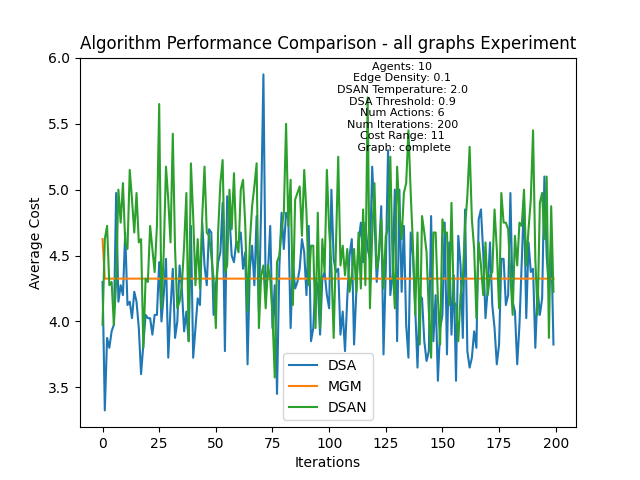 Algorithm Performance Comparison - all graphs Experiment
Agents: 10
Edge Density: 0.1
DSAN Temperature: 2.0
DSA Threshold: 0.9
Num Actions: 6
Num Iterations: 200
Cost Range: 11
Graph: complete
Average Cost
6.0
5.5
5.0
4.5
4.0
3.5
DSA
MGM
DSAN
0 25 50 75 100 125 150 175 200
Iterations